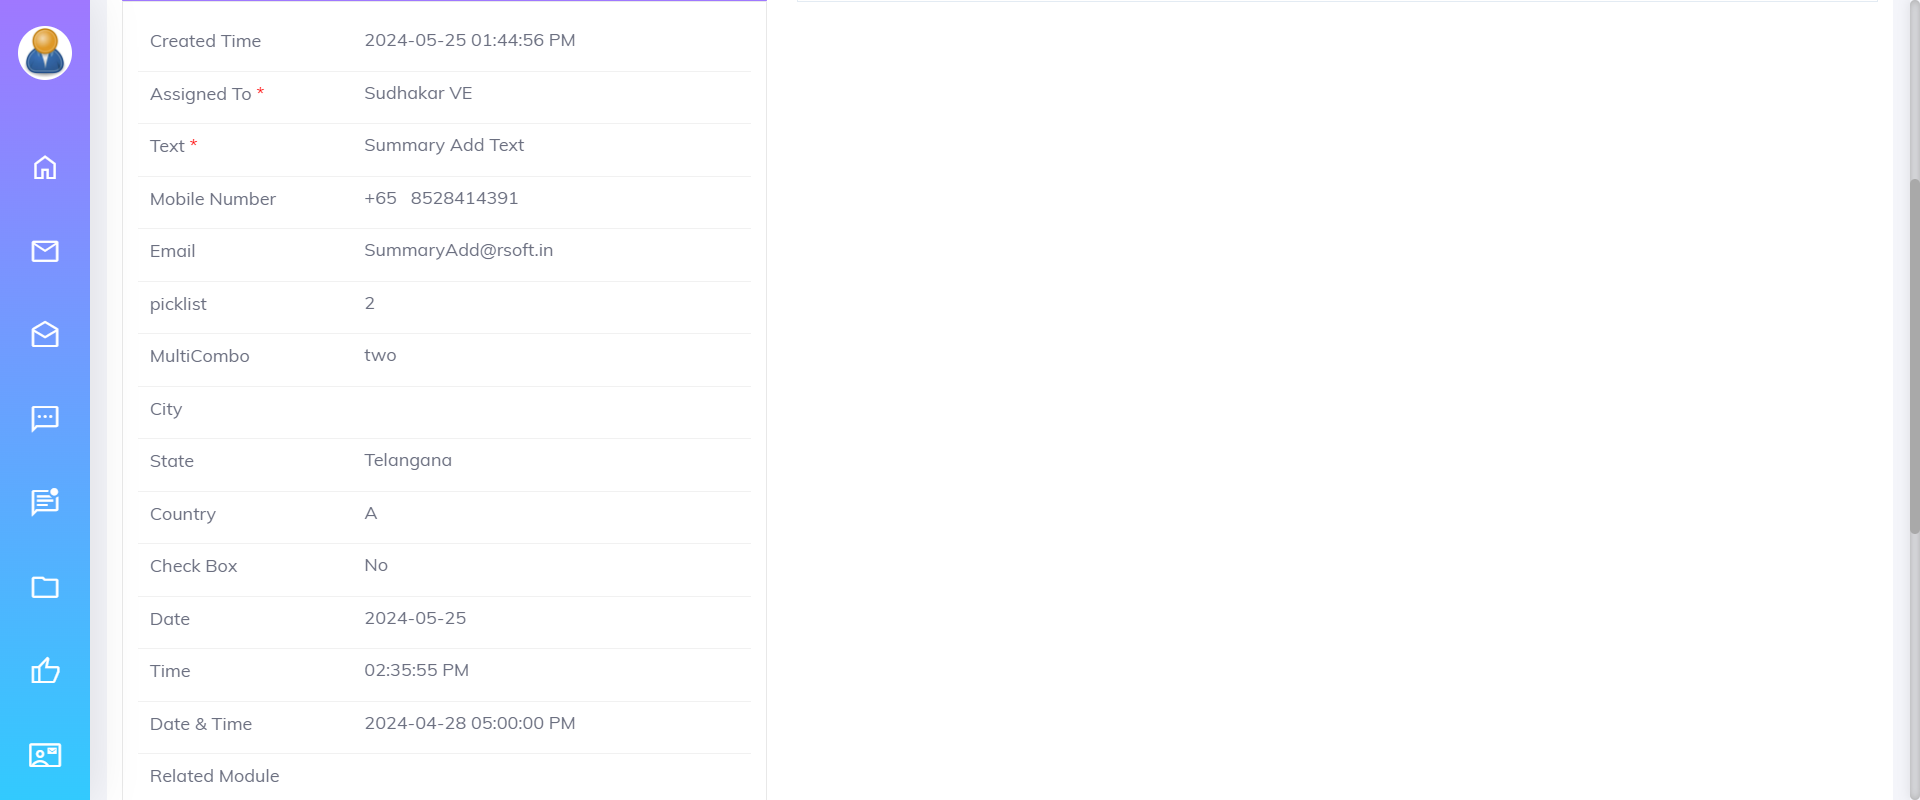 Created Time 2024-05-25 01:44:56 PM
Assigned To * Sudhakar VE
Text * Summary Add Text
Mobile Number +65 8528414391
Email SummaryAdd@rsoft.in
picklist 2
MultiCombo two
City
State Telangana
Country A
Check Box No
Date 2024-05-25
Time 02:35:55 PM
Date & Time 2024-04-28 05:00:00 PM
Related Module